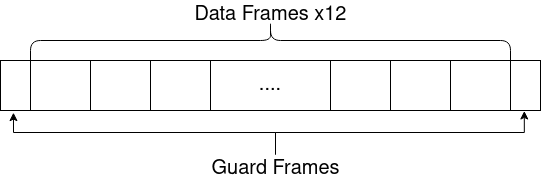 Data Frames x12
....
Guard Frames